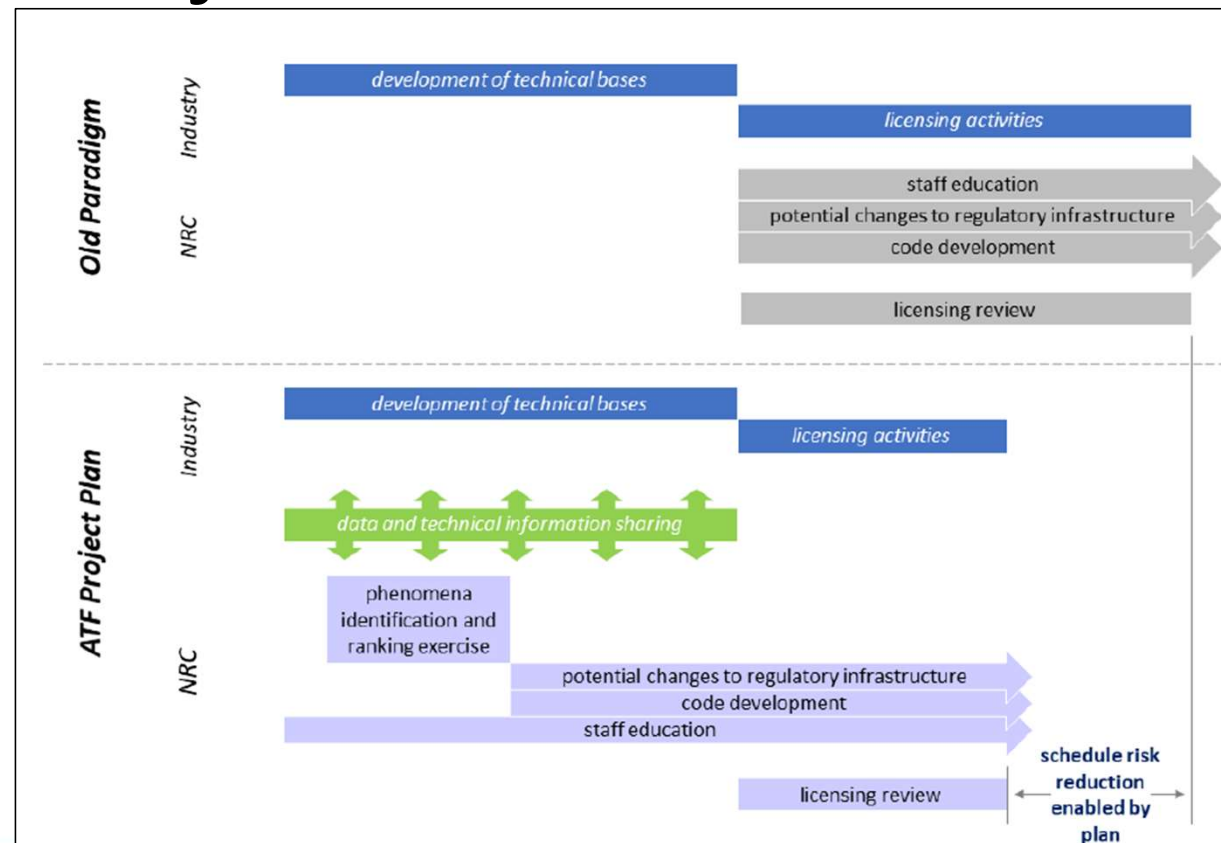 Old Paradigm
Industry
development of technical bases
licensing activities
NRC
staff education
potential changes to regulatory infrastructure
code development
licensing review
ATF Project Plan
Industry
development of technical bases
licensing activities
data and technical information sharing
NRC
phenomena
identification and
ranking exercise
potential changes to regulatory infrastructure
code development
staff education
licensing review
schedule risk
reduction
enabled by
plan